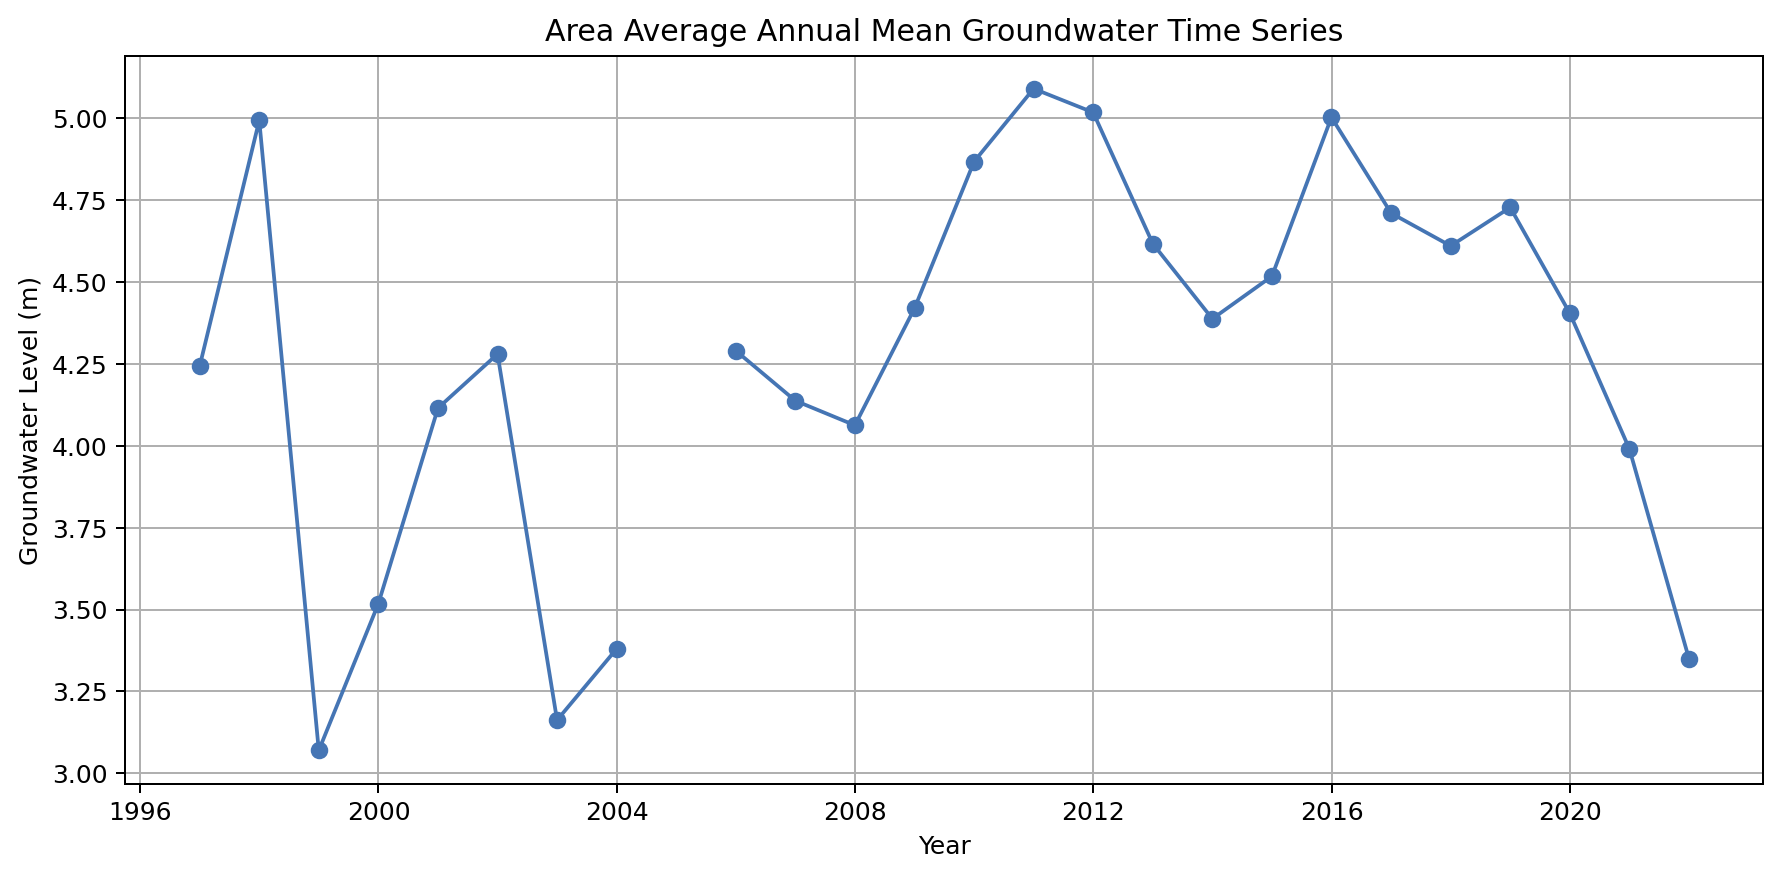 Area Average Annual Mean Groundwater Time Series
Groundwater Level (m)
5.00
4.75
4.50
4.25
4.00
3.75
3.50
3.25
3.00
1996 2000 2004 2008 2012 2016 2020
Year